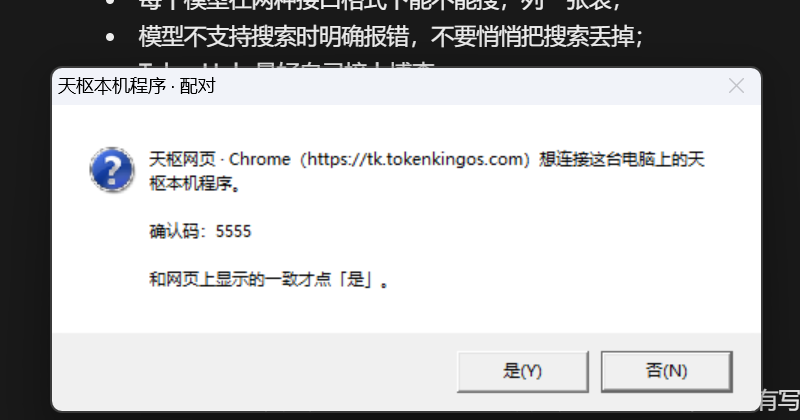 每个模型在两种接口格式下能不能搜，列一张表；
模型不支持搜索时明确报错，不要悄悄把搜索丢掉；
天枢本机程序 · 配对
天枢网页 · Chrome（https://tk.tokenkingos.com）想连接这台电脑上的天
枢本机程序。
确认码：5555
和网页上显示的一致才点「是」。
是(Y)
否(N)
有写